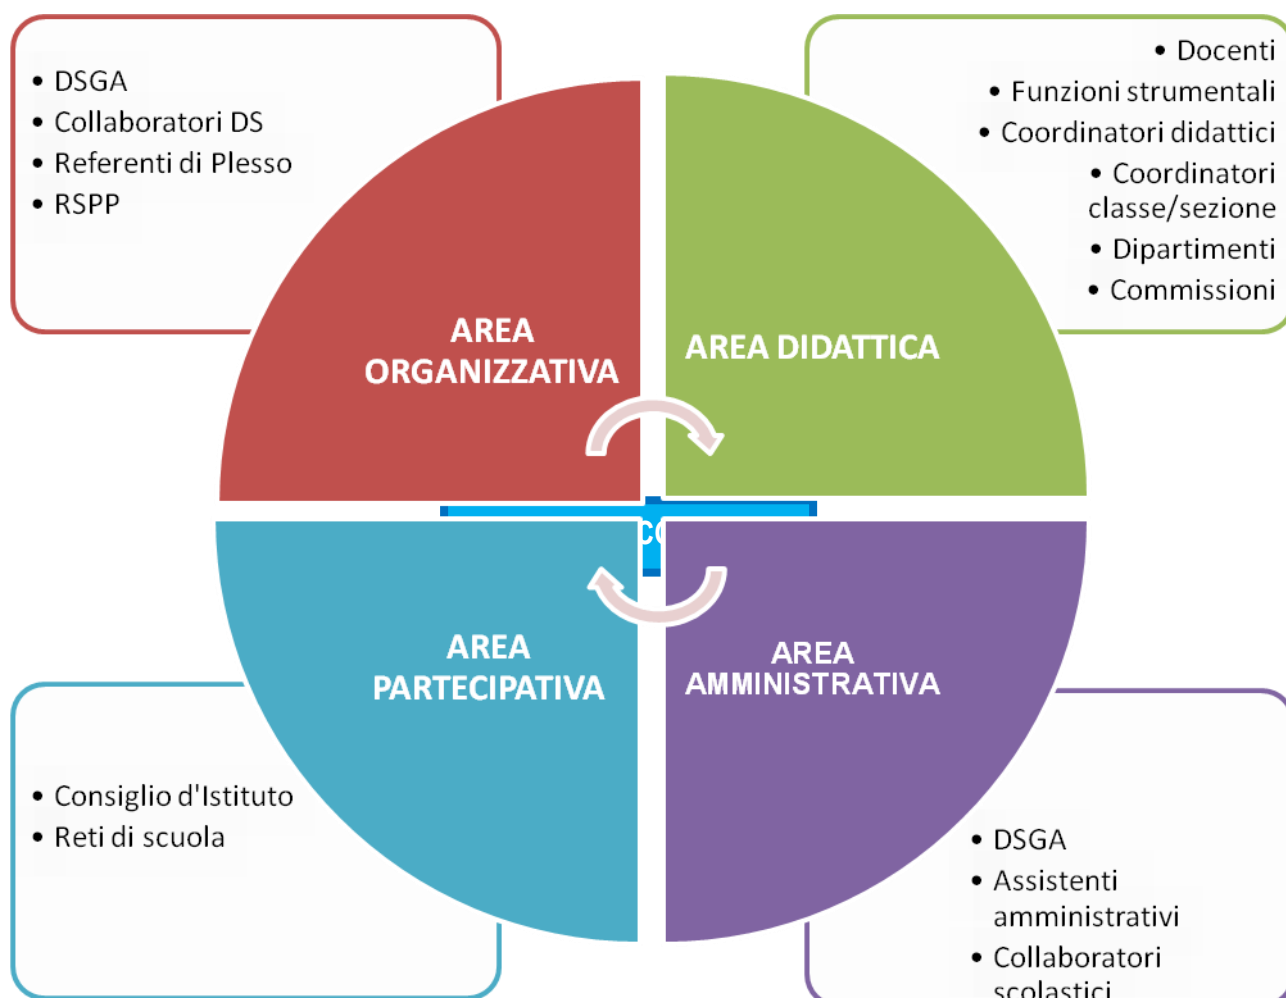 • DSGA
• Collaboratori DS
• Referenti di Plesso
• RSPP
• Docenti
• Funzioni strumentali
• Coordinatori didattici
• Coordinatori
classe/sezione
• Dipartimenti
• Commissioni
AREA
ORGANIZZATIVA
AREA DIDATTICA
AREA
PARTECIPATIVA
AREA
AMMINISTRATIVA
• Consiglio d'Istituto
• Reti di scuola
• DSGA
• Assistenti
amministrativi
• Collaboratori
scolastici